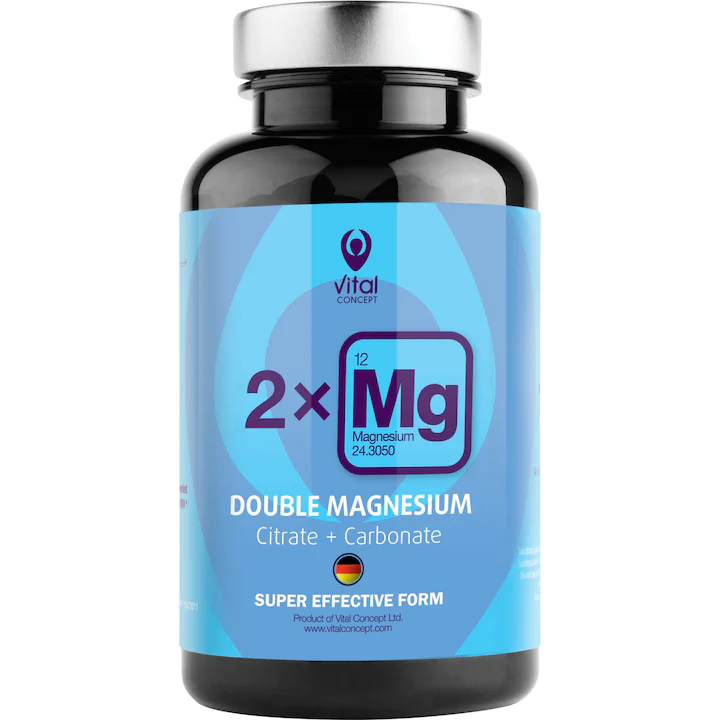 Vital
CONCEPT
2×
12
Mg
Magnesium
24.3050
DOUBLE MAGNESIUM
Citrate + Carbonate
SUPER EFFECTIVE FORM
Product of Vital Concept Ltd.
www.vitalconcept.com